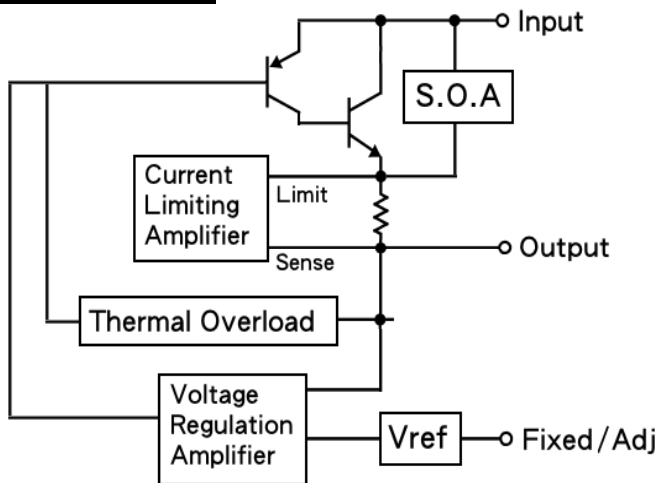 Input
S.O.A
Current
Limiting
Amplifier
Limit
Sense
Output
Thermal Overload
Voltage
Regulation
Amplifier
Vref
Fixed/Adj